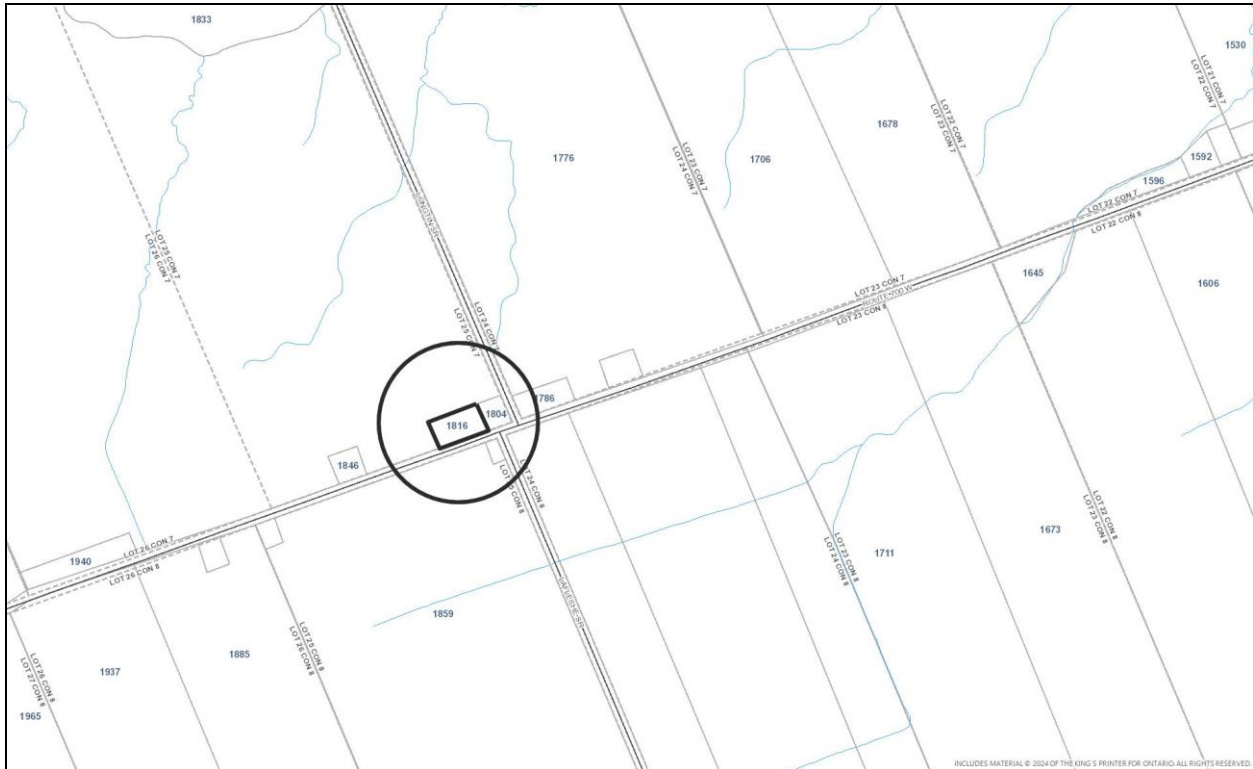 1833
1530
LOT 21 CON 7
LOT 22 CON 7
1678
LOT 22 CON 7
LOT 23 CON 7
1776
LOT 23 CON 7
LOT 24 CON 7
1706
1592
1596
LOT 22 CON 7
LOT 22 CON 8
LOT 25 CON 7
LOT 26 CON 7
1645
1606
LOT 23 CON 7
ROUTE 200 W
LOT 23 CON 8
LOT 24 CON 7
LOT 25 CON 7
1786
1804
1816
1846
LOT 24 CON 8
LOT 25 CON 8
LOT 22 CON 8
LOT 23 CON 8
1673
LOT 26 CON 7
LOT 26 CON 8
1940
LOT 23 CON 8
LOT 24 CON 8
1711
1859
LAFLECHE SR
LOT 25 CON 8
LOT 26 CON 8
1885
1937
LOT 26 CON 8
LOT 27 CON 8
1965
INCLUDES MATERIAL © 2024 OF THE KING'S PRINTER FOR ONTARIO. ALL RIGHTS RESERVED.